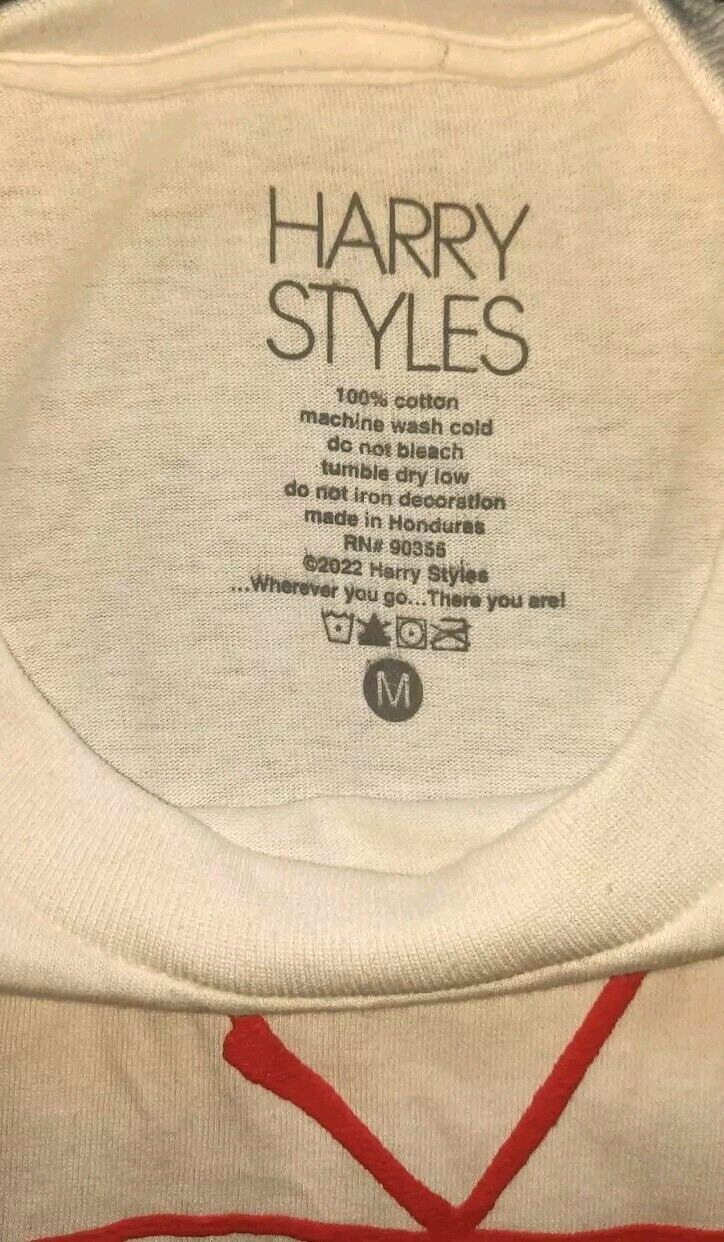 HARRY
STYLES
100% cotton
machine wash cold
do not bleach
tumble dry low
do not iron decoration
made in Honduras
RN# 90356
©2022 Harry Styles
...Wherever you go...There you are!
M